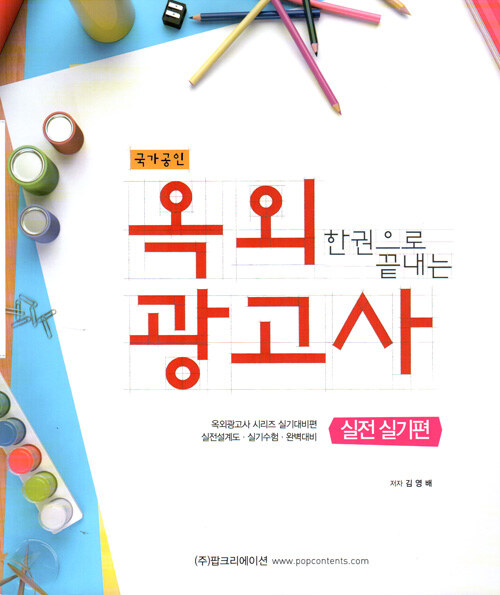 국가공인
옥외 한권으로
끝내는
광고사
옥외광고사 시리즈 실기대비편
실전설계도 · 실기수험 · 완벽대비
실전 실기편
저자 김영배
(주)팝크리에이션 www.popcontents.com